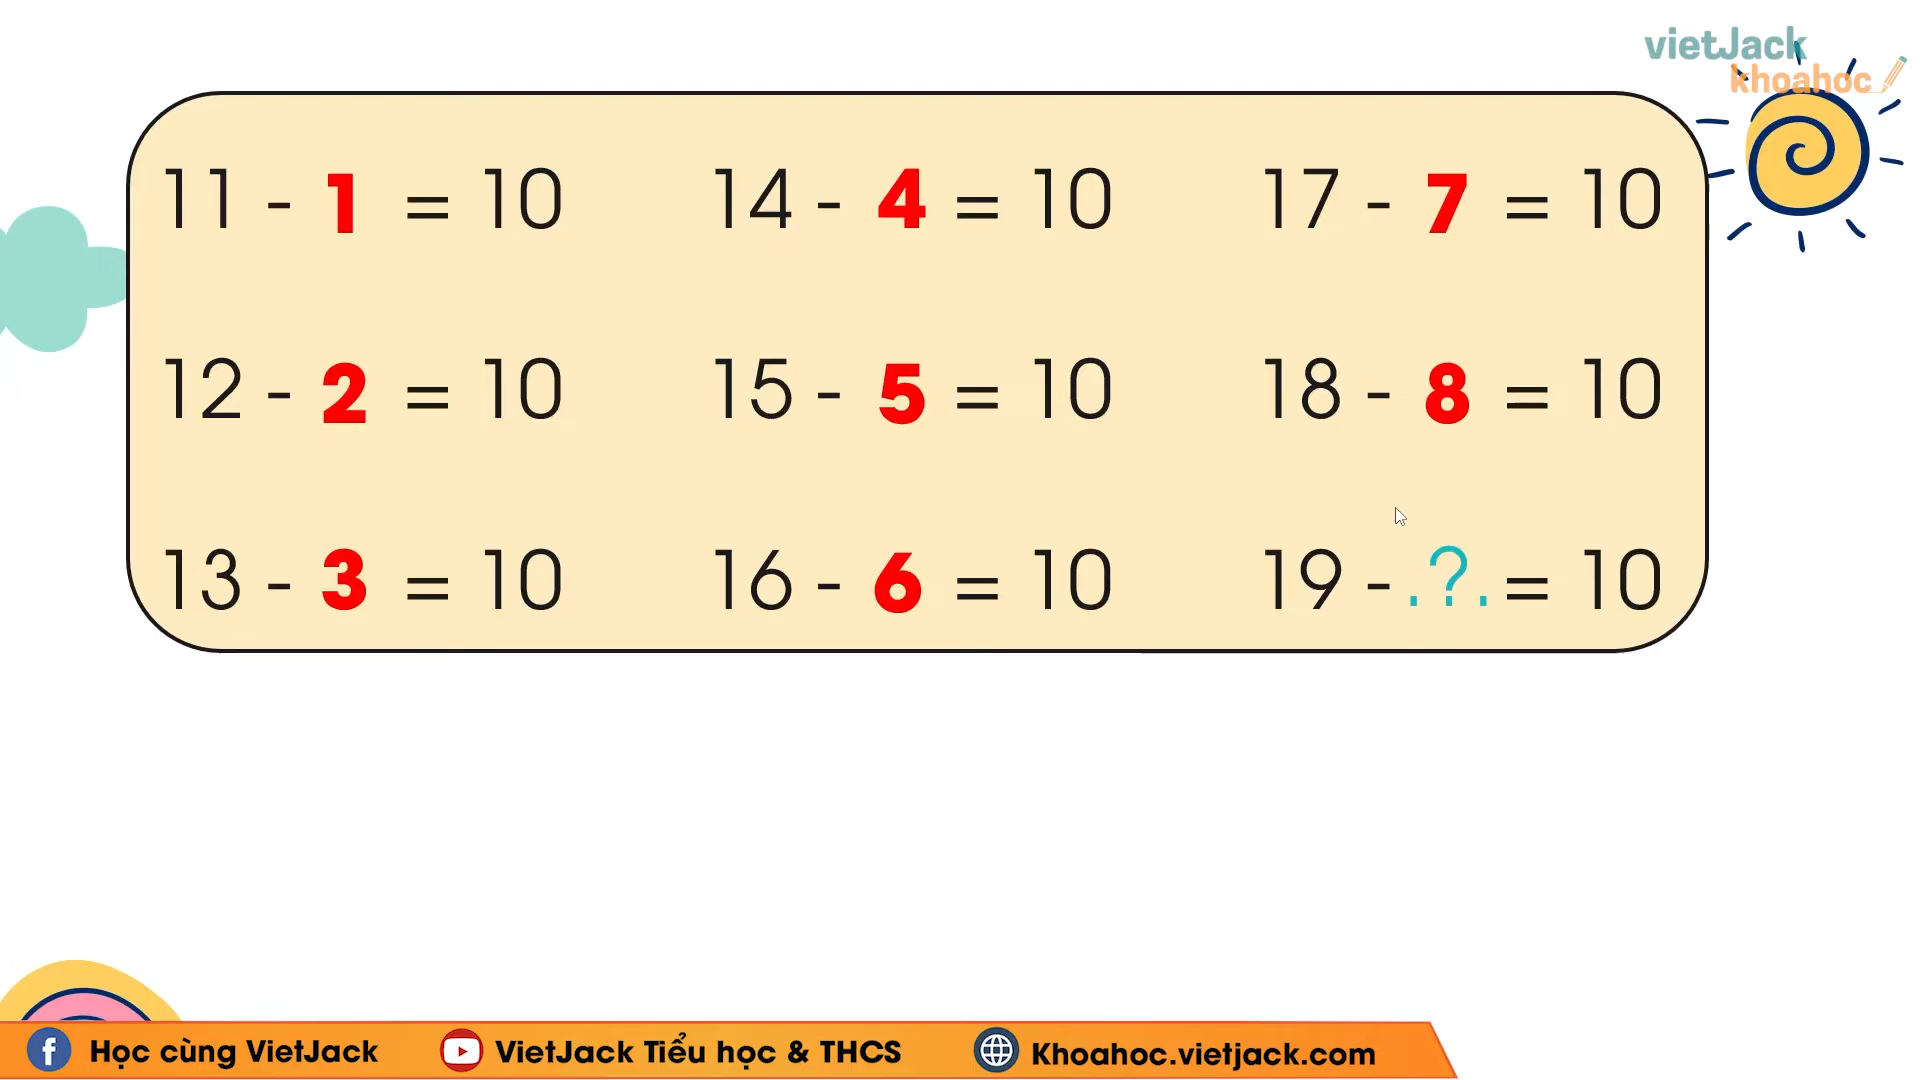 vietJack
khoahoc
11 - 1 = 10
14 - 4 = 10
17 - 7 = 10
12 - 2 = 10
15 - 5 = 10
18 - 8 = 10
13 - 3 = 10
16 - 6 = 10
19 - .?. = 10
Học cùng VietJack
VietJack Tiểu học & THCS
Khoahoc.vietjack.com